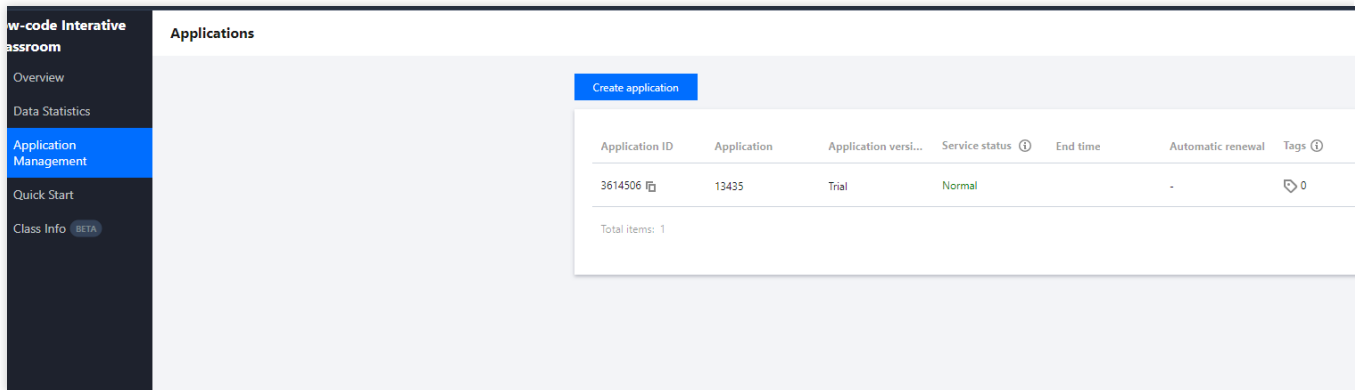 ow-code Interative
assroom
Applications
Overview
Data Statistics
Application
Management
Quick Start
Class Info BETA
Create application
Application ID Application Application versi... Service status End time Automatic renewal Tags
3614506 13435 Trial Normal - 0
Total items: 1